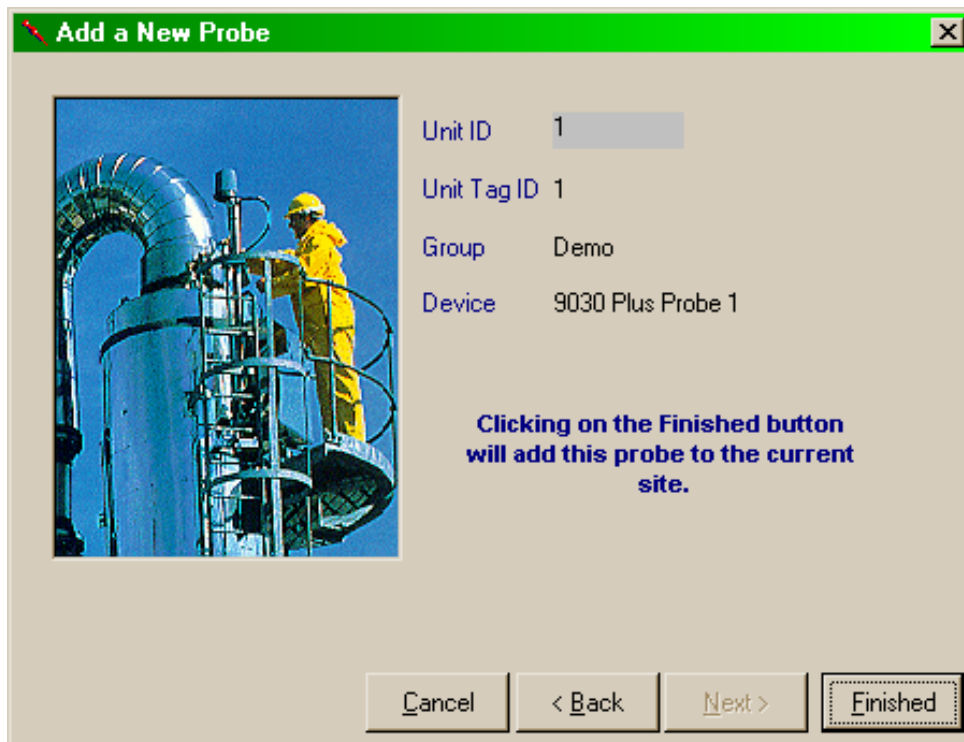 Add a New Probe
Unit ID 1
Unit Tag ID 1
Group Demo
Device 9030 Plus Probe 1
Clicking on the Finished button
will add this probe to the current
site.
Cancel < Back Next > Finished